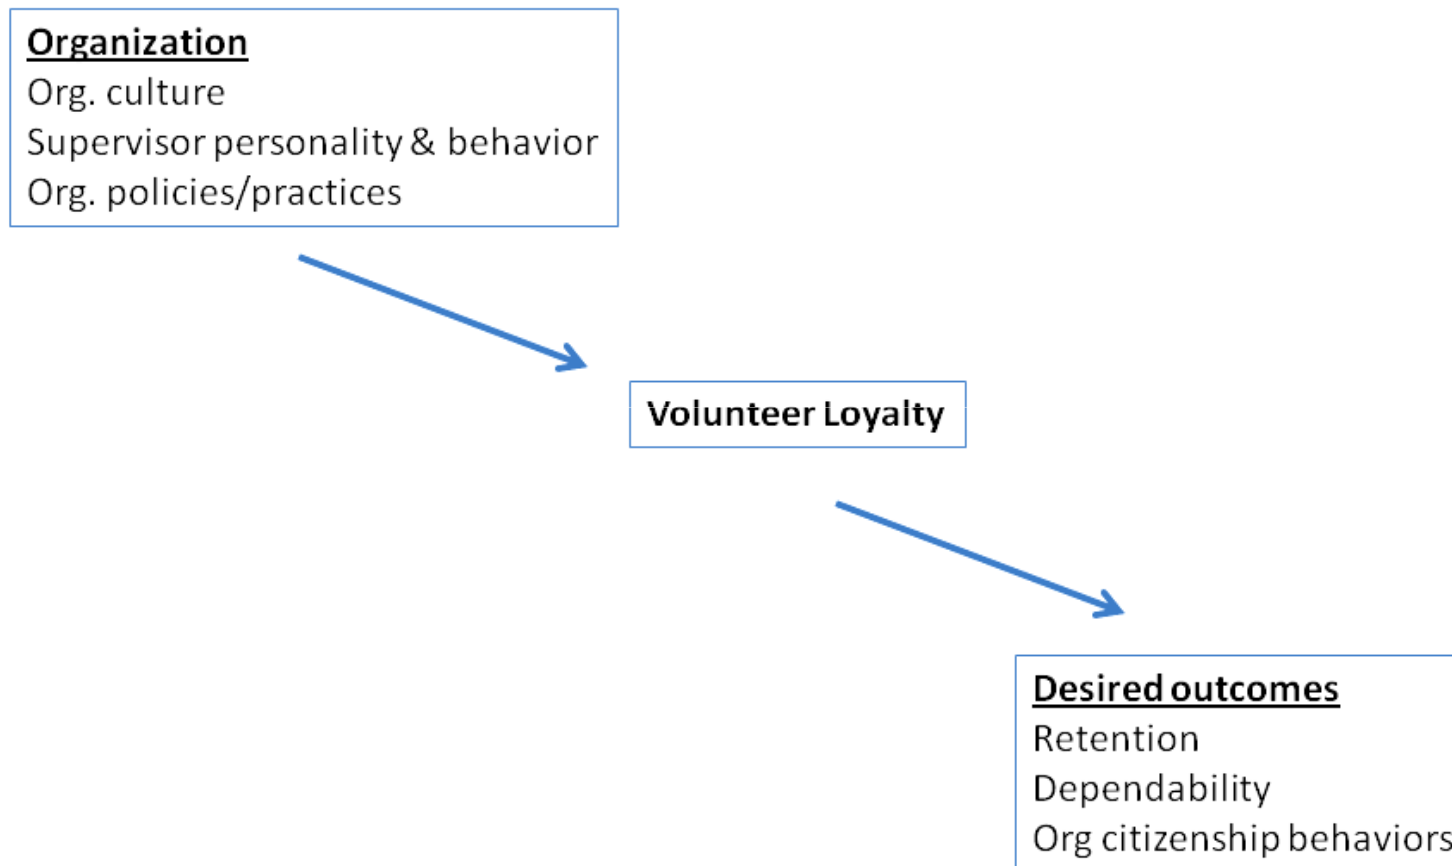 Organization
Org. culture
Supervisor personality & behavior
Org. policies/practices
Volunteer Loyalty
Desired outcomes
Retention
Dependability
Org citizenship behaviors